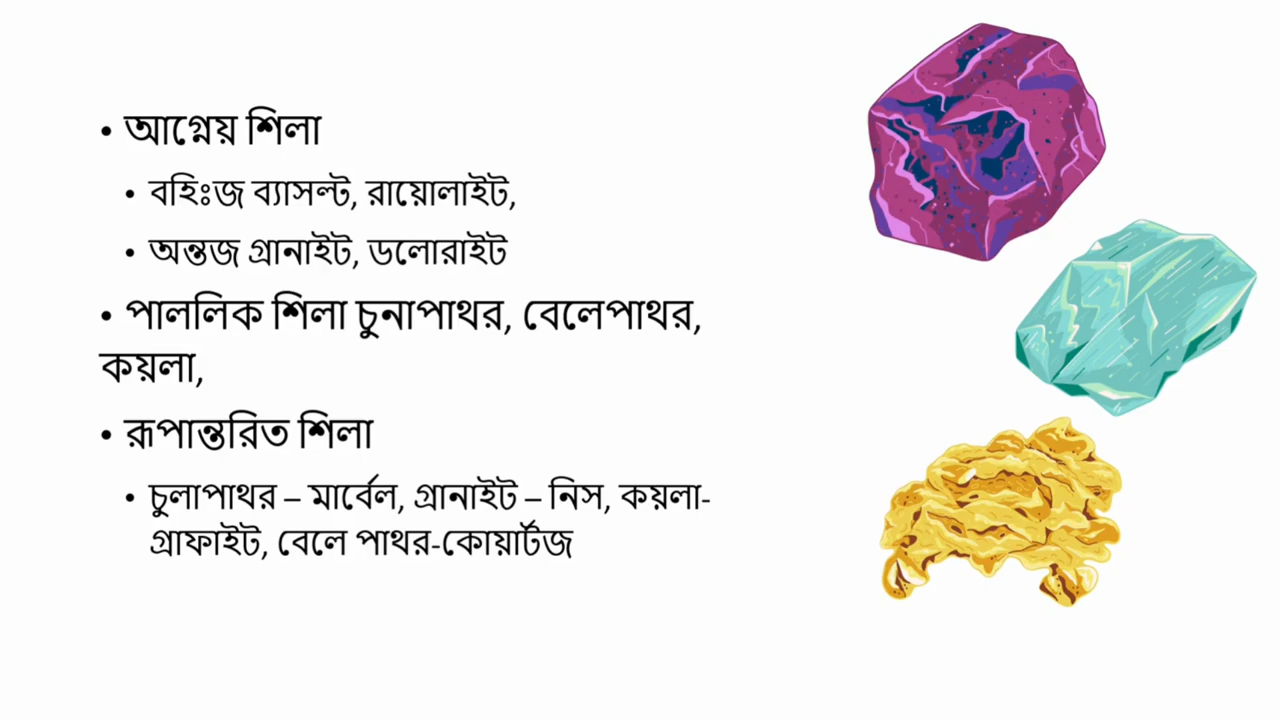 • আগ্নেয় শিলা
• বহিঃজ ব্যাসল্ট, রায়োলাইট,
• অন্তজ গ্রানাইট, ডলোরাইট
• পাললিক শিলা চুনাপাথর, বেলেপাথর,
কয়লা,
• রূপান্তরিত শিলা
• চুলাপাথর – মার্বেল, গ্রানাইট – নিস, কয়লা-
গ্রাফাইট, বেলে পাথর-কোয়ার্টজ